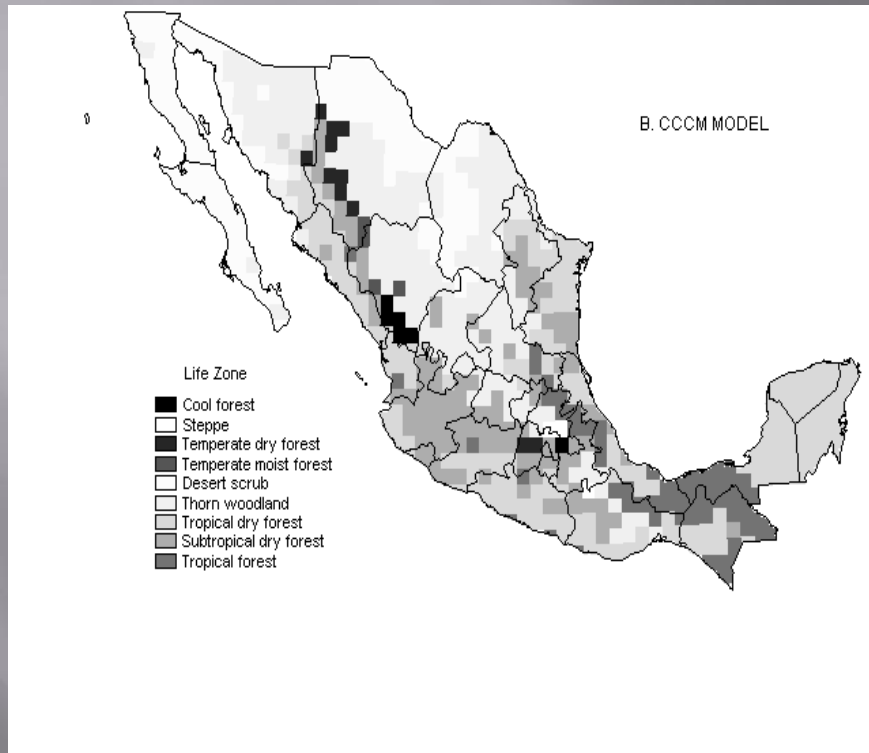 B. CCCM MODEL
Life Zone
Cool forest
Steppe
Temperate dry forest
Temperate moist forest
Desert scrub
Thorn woodland
Tropical dry forest
Subtropical dry forest
Tropical forest